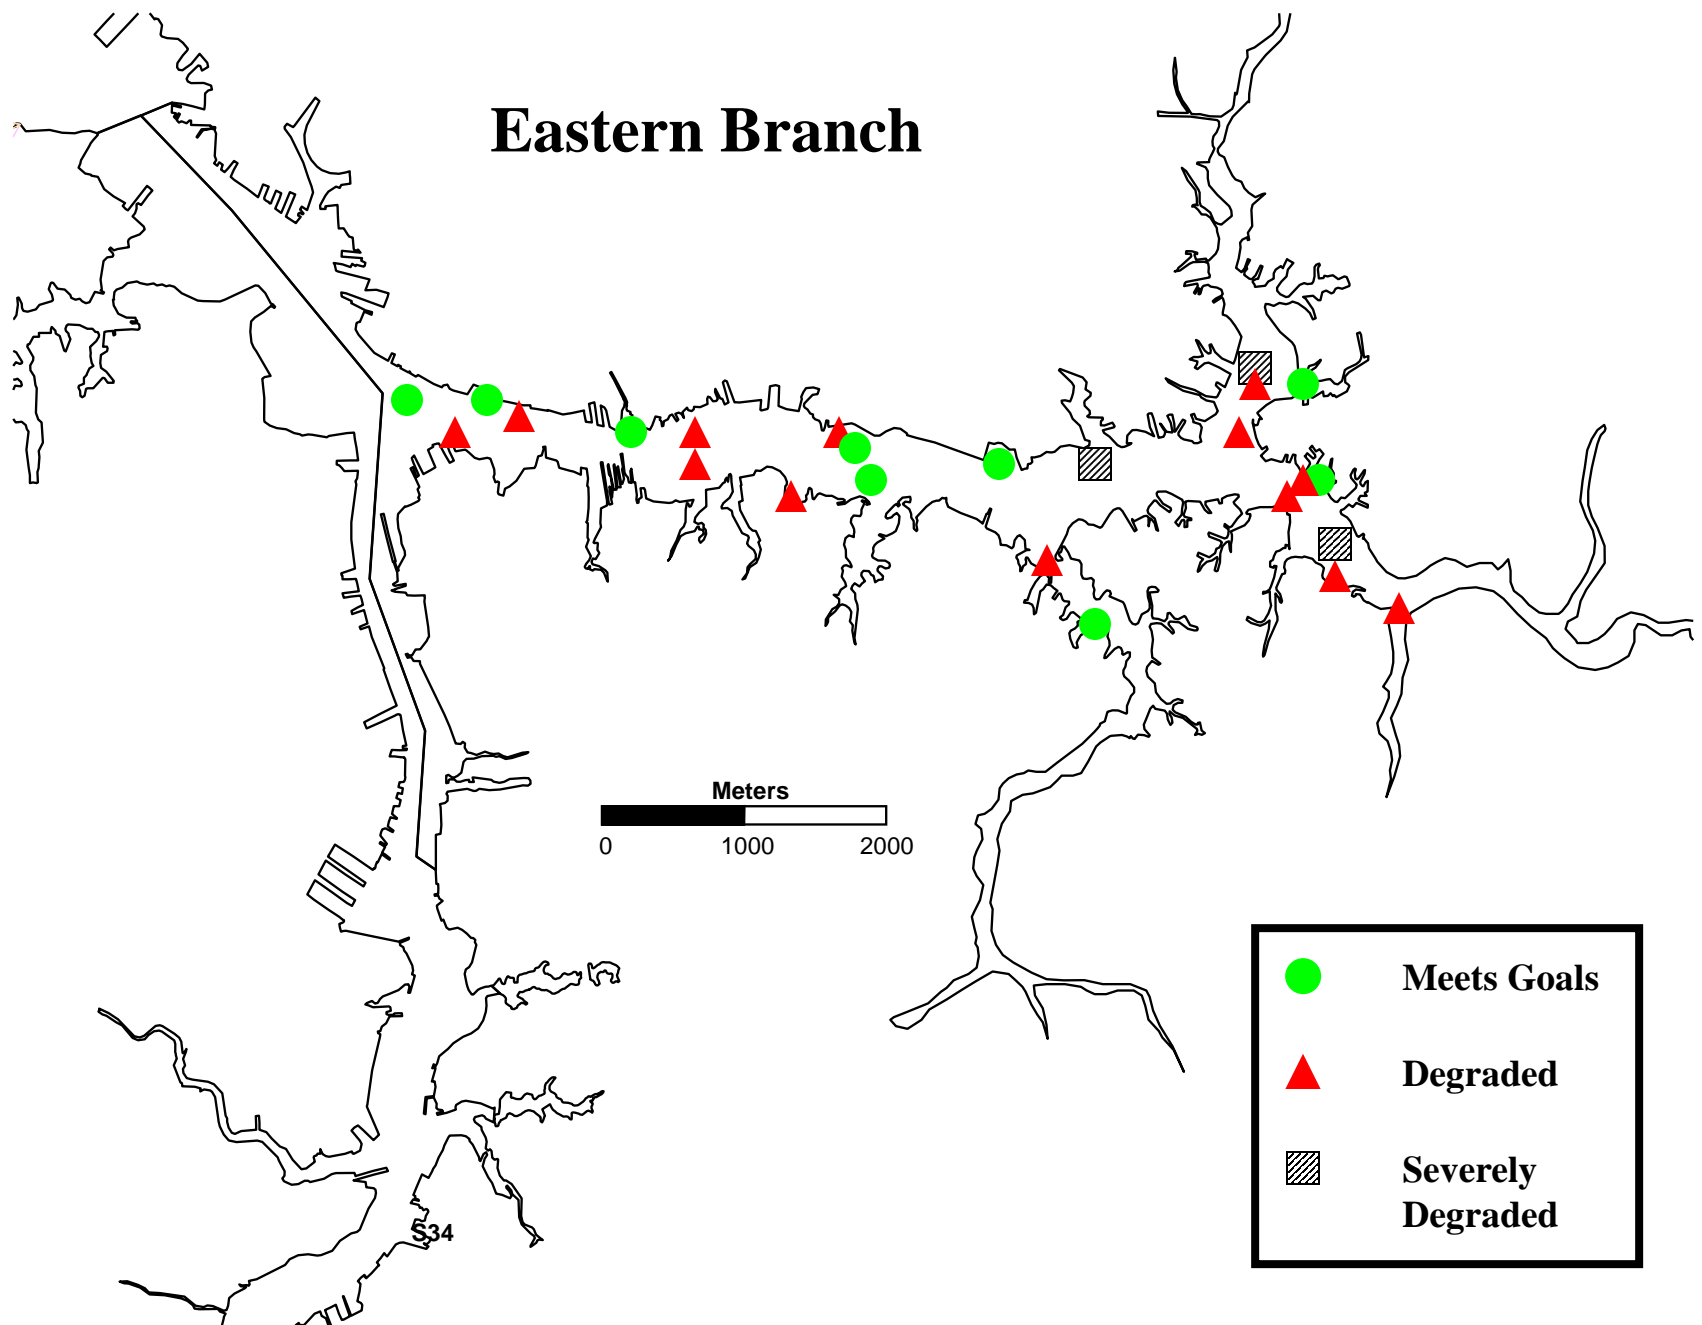 Eastern Branch
Meters
0 1000 2000
Meets Goals
Degraded
Severely
Degraded
S34